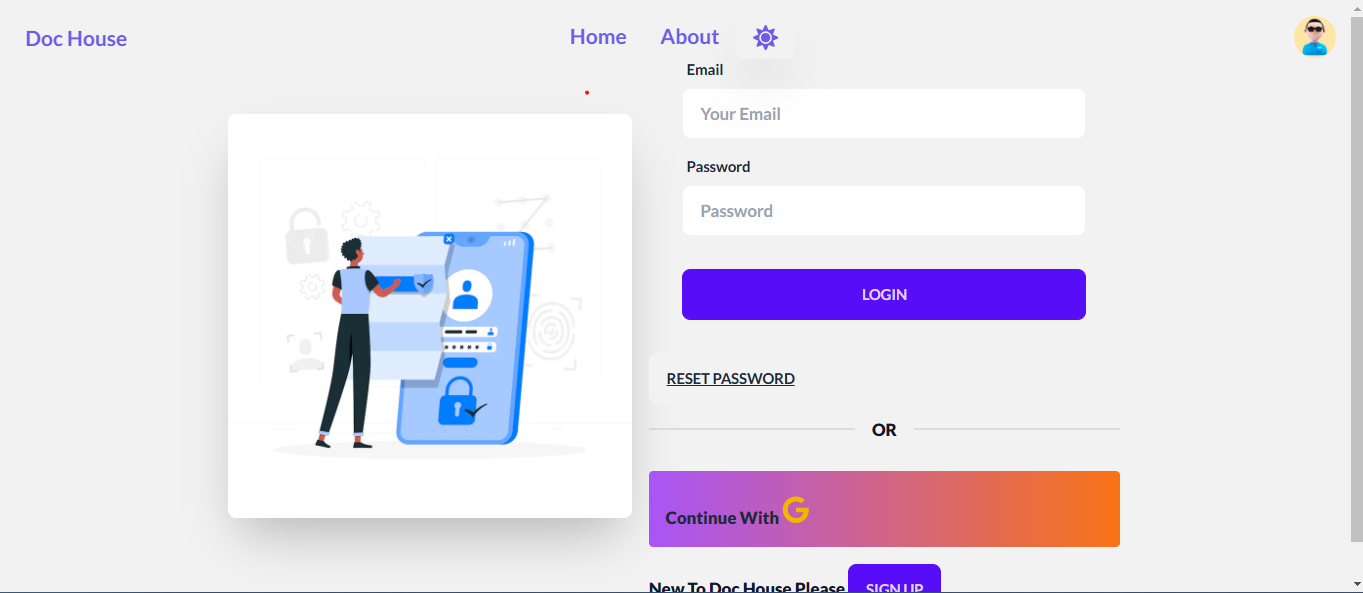 Doc House
Home About
Email
Your Email
Password
Password
LOGIN
RESET PASSWORD
OR
Continue With G
New To Doc House Please SIGN UP